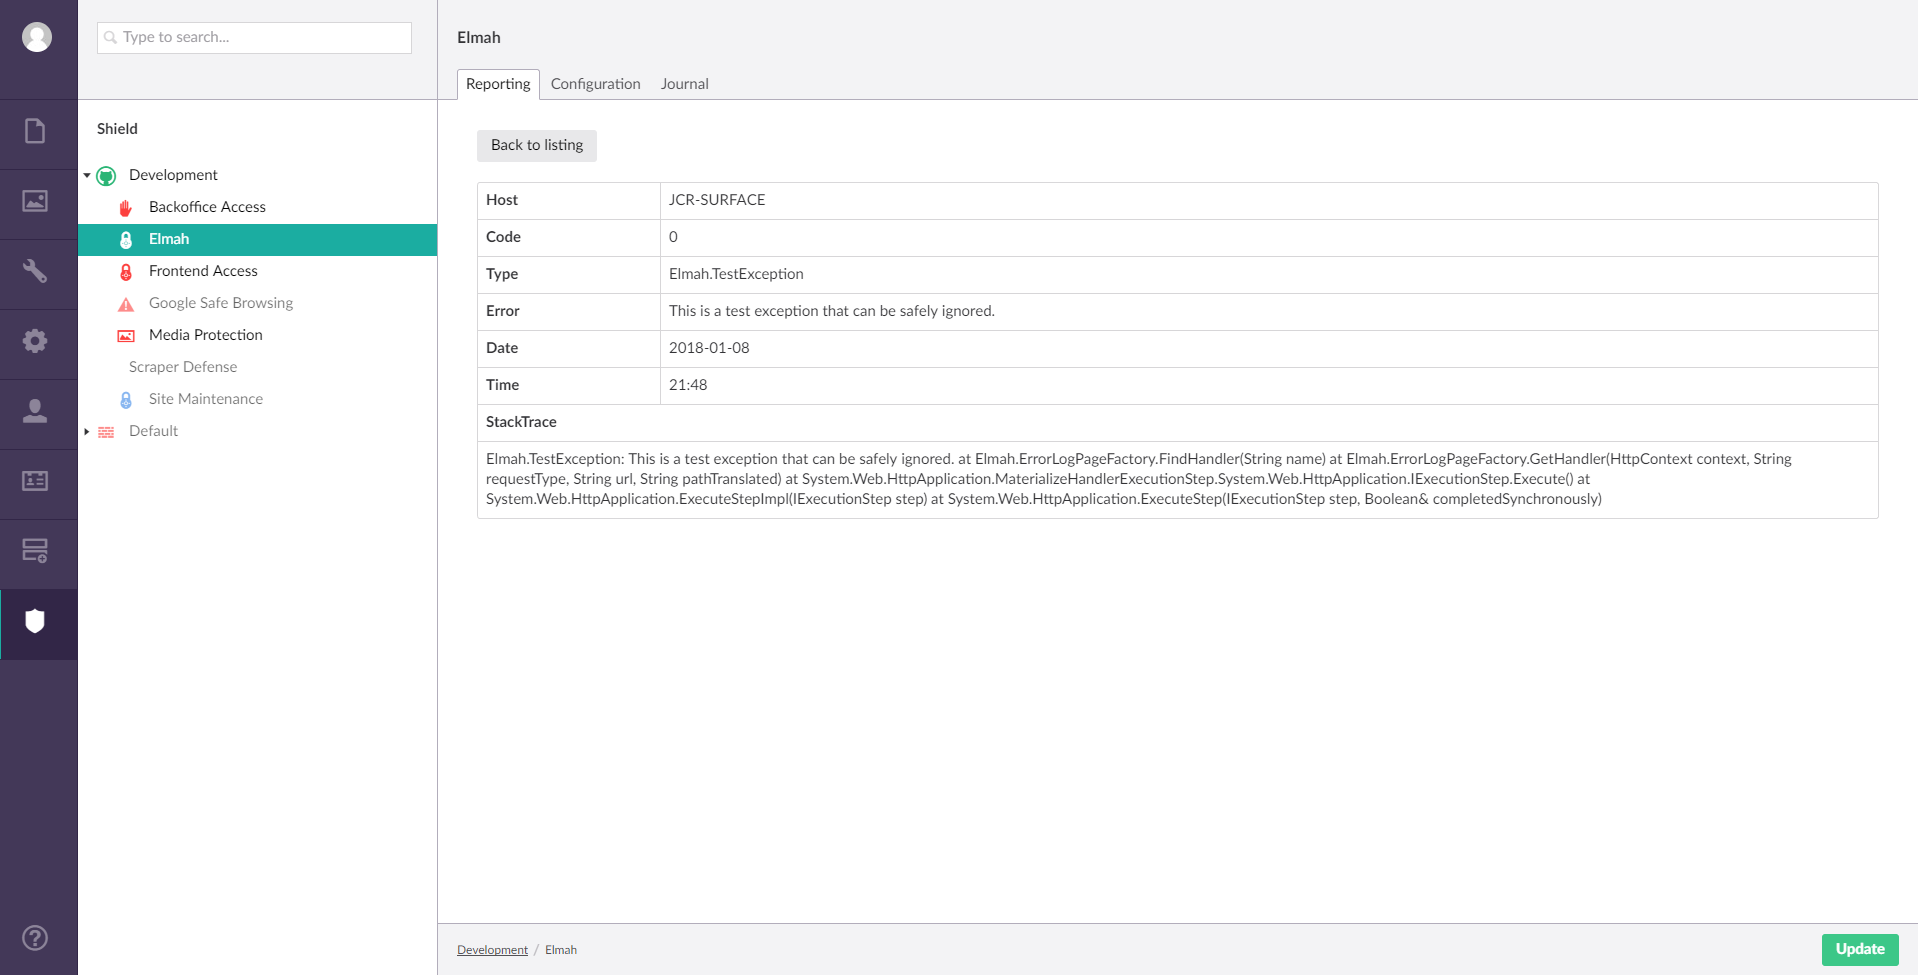 Type to search...
Shield
Development
Backoffice Access
Elmah
Frontend Access
Google Safe Browsing
Media Protection
Scraper Defense
Site Maintenance
Default
Elmah
Reporting Configuration Journal
Back to listing
Host JCR-SURFACE
Code 0
Type Elmah.TestException
Error This is a test exception that can be safely ignored.
Date 2018-01-08
Time 21:48
StackTrace
Elmah.TestException: This is a test exception that can be safely ignored. at Elmah.ErrorLogPageFactory.FindHandler(String name) at Elmah.ErrorLogPageFactory.GetHandler(HttpContext context, String
requestType, String url, String pathTranslated) at System.Web.HttpApplication.MaterializeHandlerExecutionStep.System.Web.HttpApplication.IExecutionStep.Execute() at
System.Web.HttpApplication.ExecuteStepImpl(IExecutionStep step) at System.Web.HttpApplication.ExecuteStep(IExecutionStep step, Boolean& completedSynchronously)
Development / Elmah
Update